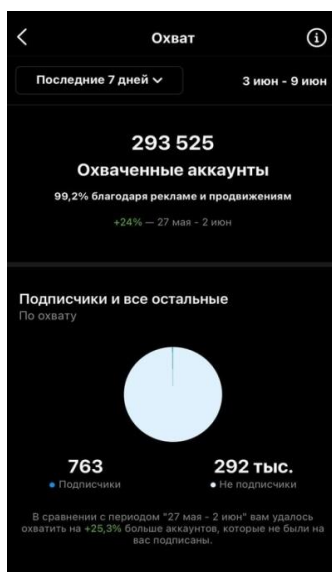 Охват
Последние 7 дней
3 июн - 9 июн
293 525
Охваченные аккаунты
99,2% благодаря рекламе и продвижениям
+24% — 27 мая - 2 июн
Подписчики и все остальные
По охвату
763
Подписчики
292 тыс.
Не подписчики
В сравнении с периодом "27 мая - 2 июн" вам удалось
охватить на +25,3% больше аккаунтов, которые не были на
вас подписаны.